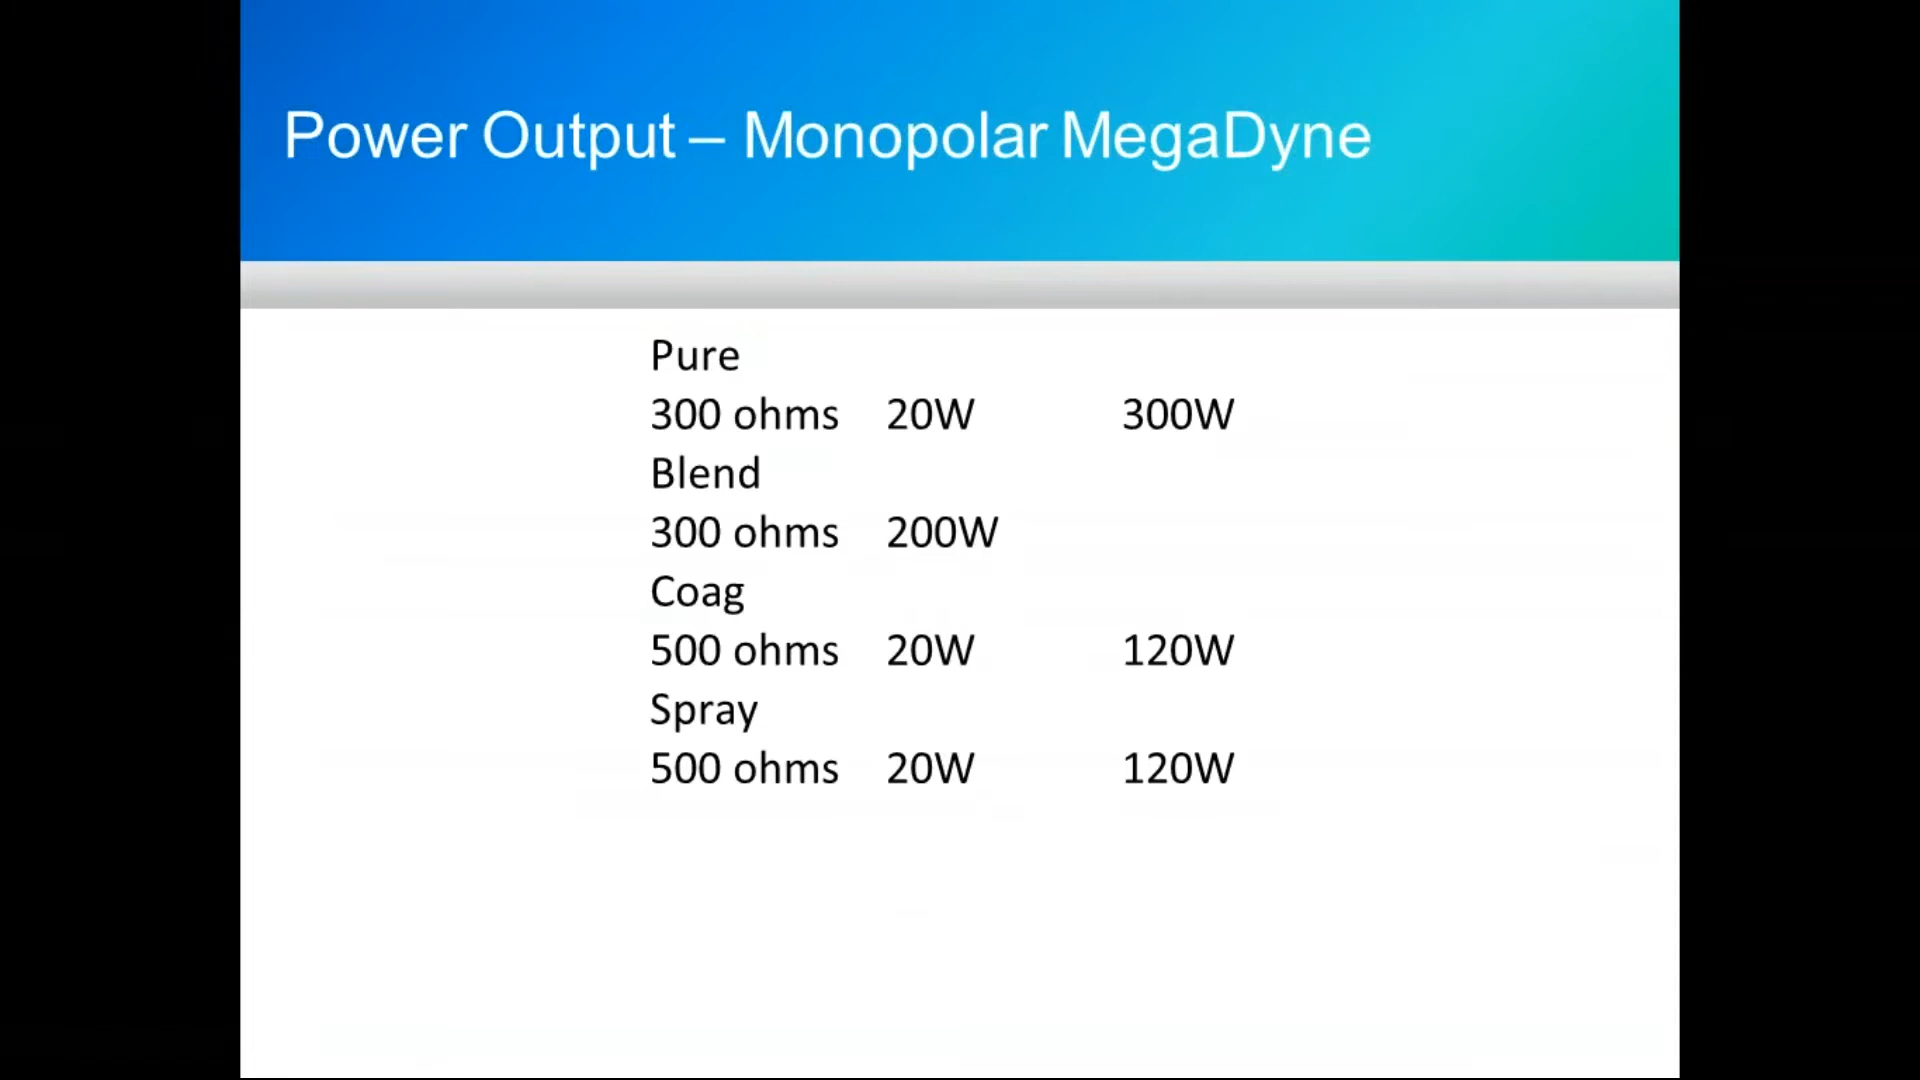 Power Output – Monopolar MegaDyne
Pure
300 ohms 20W 300W
Blend
300 ohms 200W
Coag
500 ohms 20W 120W
Spray
500 ohms 20W 120W